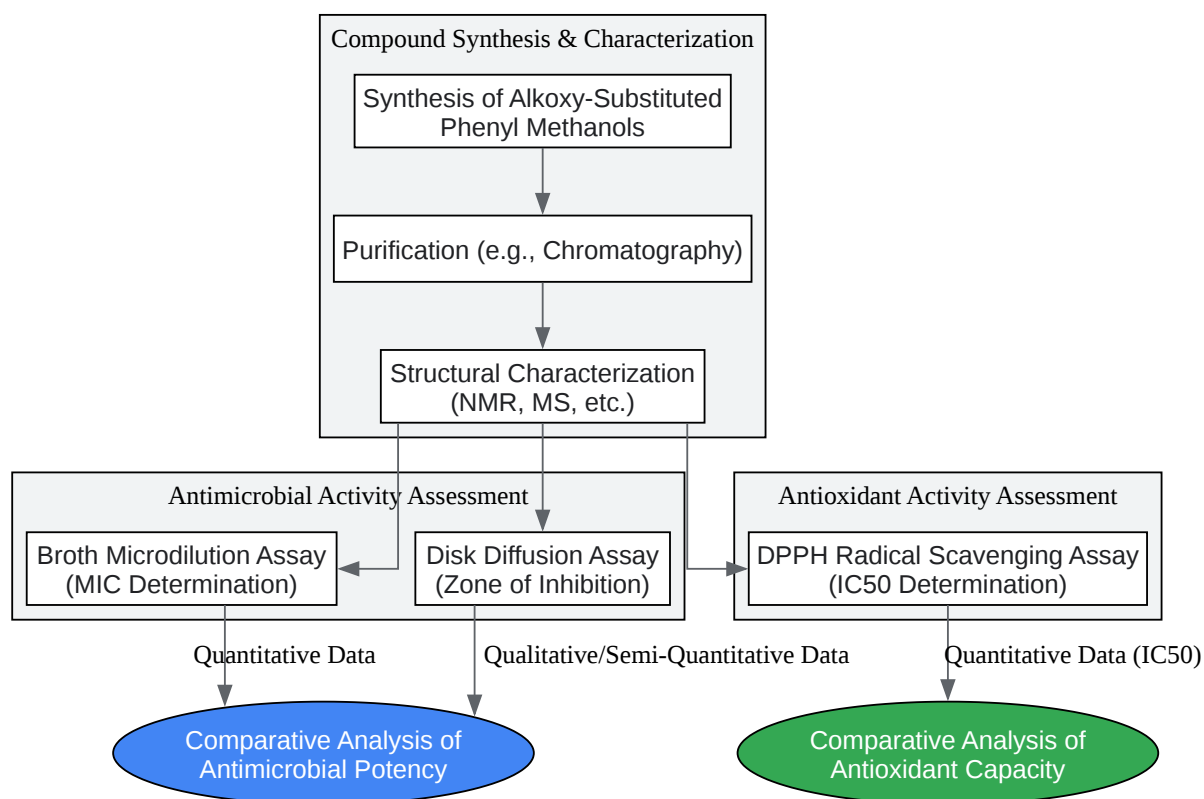 Compound Synthesis & Characterization
Synthesis of Alkoxy-Substituted
Phenyl Methanols
Purification (e.g., Chromatography)
Structural Characterization
(NMR, MS, etc.)
Antimicrobial Activity Assessment
Antioxidant Activity Assessment
Broth Microdilution Assay
(MIC Determination)
Disk Diffusion Assay
(Zone of Inhibition)
DPPH Radical Scavenging Assay
(IC50 Determination)
Quantitative Data
Qualitative/Semi-Quantitative Data
Quantitative Data (IC50)
Comparative Analysis of
Antimicrobial Potency
Comparative Analysis of
Antioxidant Capacity